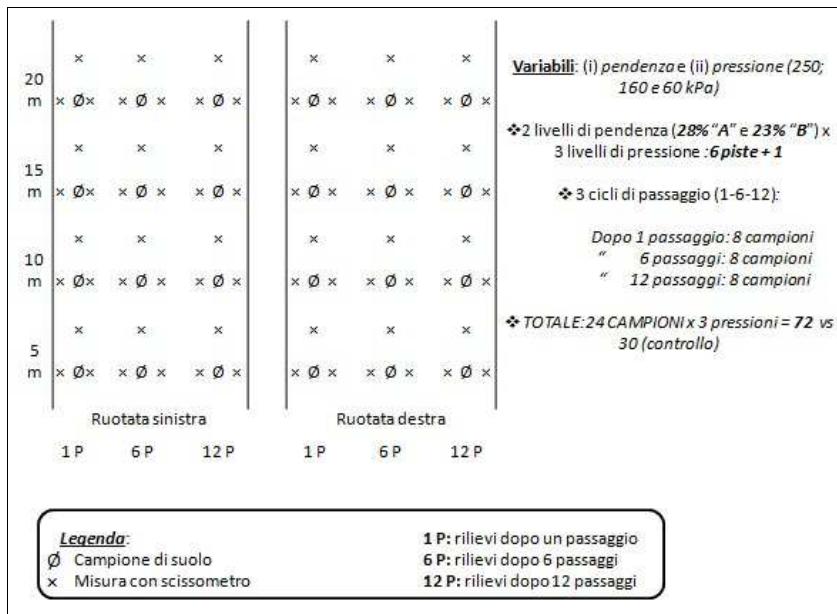 20
m
15
m
10
m
5
m
× × × × × ×
× Ø× × Ø × × Ø × × Ø × × Ø × × Ø ×
× × × × × ×
× Ø× × Ø × × Ø × × Ø × × Ø × × Ø ×
× × × × × ×
× Ø× × Ø × × Ø × × Ø × × Ø × × Ø ×
× × × × × ×
× Ø× × Ø × × Ø × × Ø × × Ø × × Ø ×
Ruotata sinistra Ruotata destra
1 P 6 P 12 P 1 P 6 P 12 P
Variabili: (i) pendenza e (ii) pressione (250;
160 e 60 kPa)
❖2 livelli di pendenza (28% "A" e 23% "B") x
3 livelli di pressione :6 piste + 1
❖ 3 cicli di passaggio (1-6-12):
Dopo 1 passaggio: 8 campioni
" 6 passaggi: 8 campioni
" 12 passaggi: 8 campioni
❖ TOTALE:24 CAMPIONI x 3 pressioni = 72 vs
30 (controllo)
Legenda:
Ø Campione di suolo
× Misura con scissometro
1 P: rilievi dopo un passaggio
6 P: rilievi dopo 6 passaggi
12 P: rilievi dopo 12 passaggi